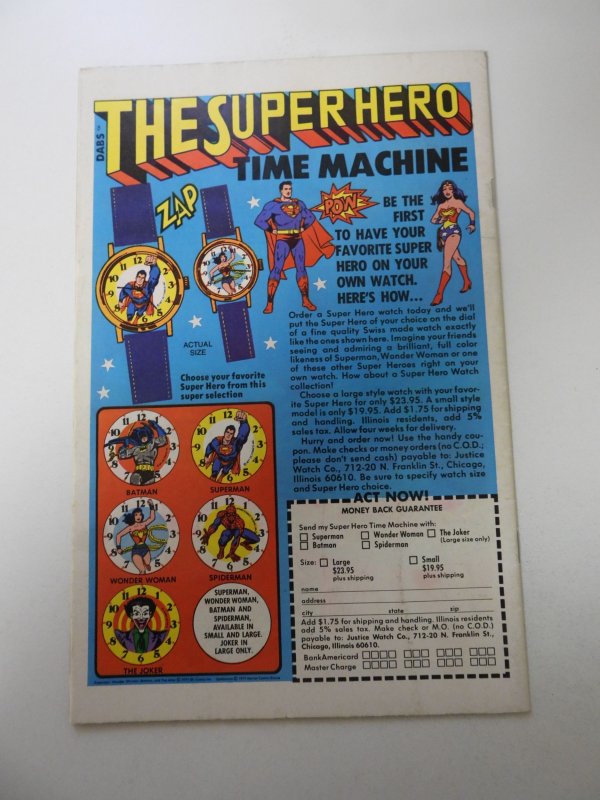 DABS
THE SUPER HERO
TIME MACHINE
ZAP
POW
BE THE
FIRST
TO HAVE YOUR
FAVORITE SUPER
HERO ON YOUR
OWN WATCH.
HERE'S HOW...
ACTUAL
SIZE
Choose your favorite
Super Hero from this
super selection
Order a Super Hero watch today and we'll
put the Super Hero of your choice on the dial
of a fine quality Swiss made watch exactly
like the ones shown here. Imagine your friends
seeing and admiring a brilliant, full color
likeness of Superman, Wonder Woman or one
of these other Super Heroes right on your
own watch. How about a Super Hero Watch
collection!
Choose a large style watch with your favor-
ite Super Hero for only $23.95. A small style
model is only $19.95. Add $1.75 for shipping
and handling. Illinois residents, add 5%
sales tax. Allow four weeks for delivery.
Hurry and order now! Use the handy cou-
pon. Make checks or money orders (no C.O.D.;
please don't send cash) payable to: Justice
Watch Co., 712-20 N. Franklin St., Chicago,
Illinois 60610. Be sure to specify watch size
and Super Hero choice.
BATMAN
SUPERMAN
WONDER WOMAN
SPIDERMAN
THE JOKER
SUPERMAN,
WONDER WOMAN,
BATMAN AND
SPIDERMAN,
AVAILABLE IN
SMALL AND LARGE.
JOKER IN
LARGE ONLY.
ACT NOW!
MONEY BACK GUARANTEE
Send my Super Hero Time Machine with:
Superman Wonder Woman The Joker
Batman Spiderman (Large size only)
Size: Large Small
$23.95 $19.95
plus shipping plus shipping
name
address
city state zip
Add $1.75 for shipping and handling. Illinois residents
add 5% sales tax. Make check or M.O. (no C.O.D.)
payable to: Justice Watch Co., 712-20 N. Franklin St.,
Chicago, Illinois 60610.
BankAmericard
Master Charge